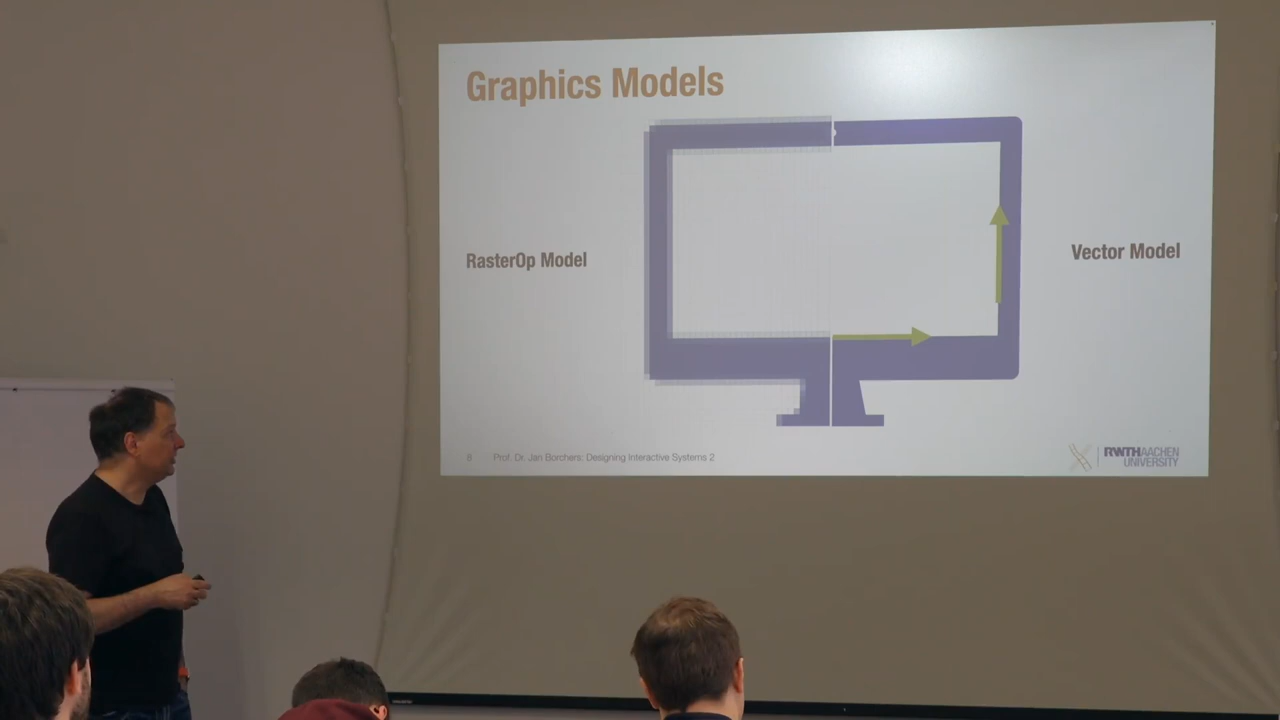 Graphics Models
RasterOp Model
Vector Model
8 Prof. Dr. Jan Borchers: Designing Interactive Systems 2
RWTHAACHEN
UNIVERSITY